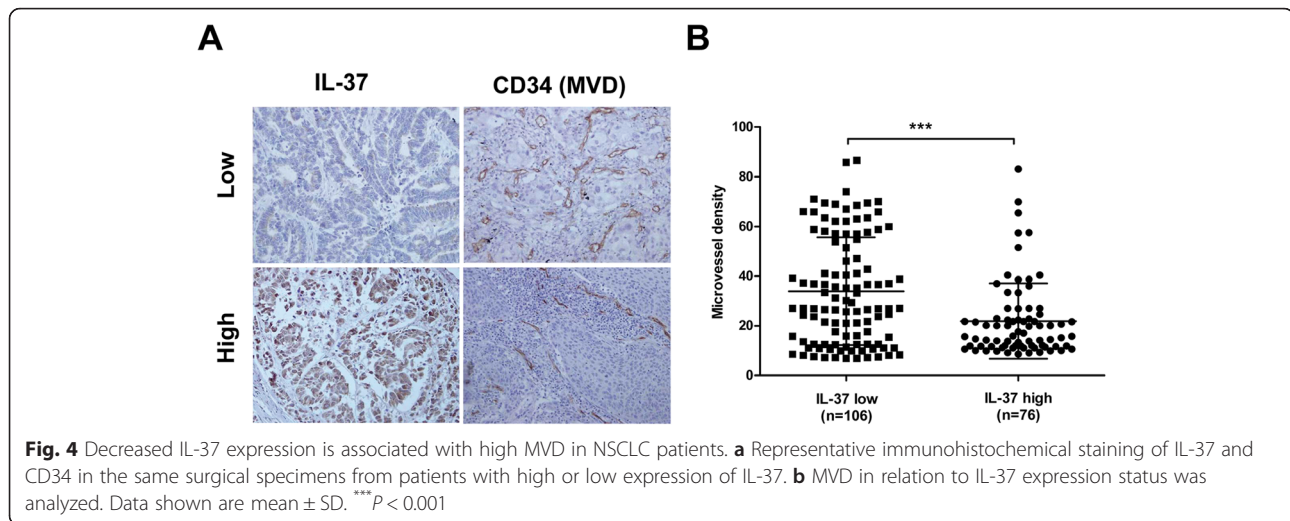 A
IL-37
CD34 (MVD)
Low
High
B
***
100
80
60
40
20
0
Microvessel density
IL-37 low
(n=106)
IL-37 high
(n=76)
Fig. 4 Decreased IL-37 expression is associated with high MVD in NSCLC patients. a Representative immunohistochemical staining of IL-37 and
CD34 in the same surgical specimens from patients with high or low expression of IL-37. b MVD in relation to IL-37 expression status was
analyzed. Data shown are mean ± SD. ***P < 0.001